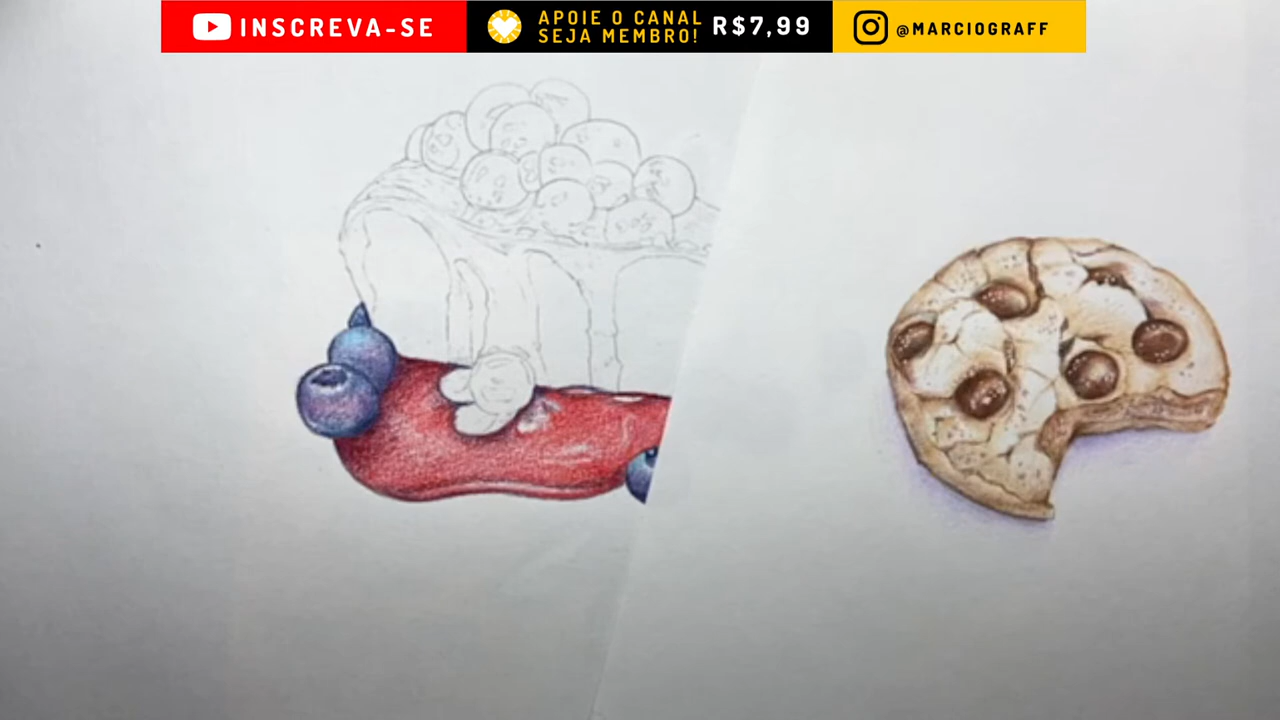 INSCREVA-SE
APOIE O CANAL
SEJA MEMBRO!
R$7,99
@MARCIOGRAFF